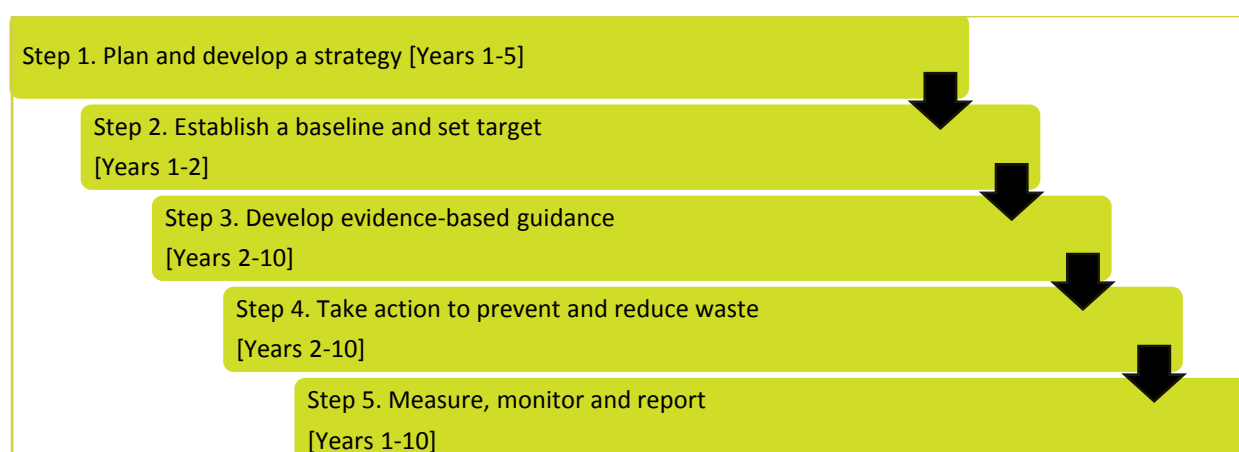 Step 1. Plan and develop a strategy [Years 1-5]
Step 2. Establish a baseline and set target
[Years 1-2]
Step 3. Develop evidence-based guidance
[Years 2-10]
Step 4. Take action to prevent and reduce waste
[Years 2-10]
Step 5. Measure, monitor and report
[Years 1-10]